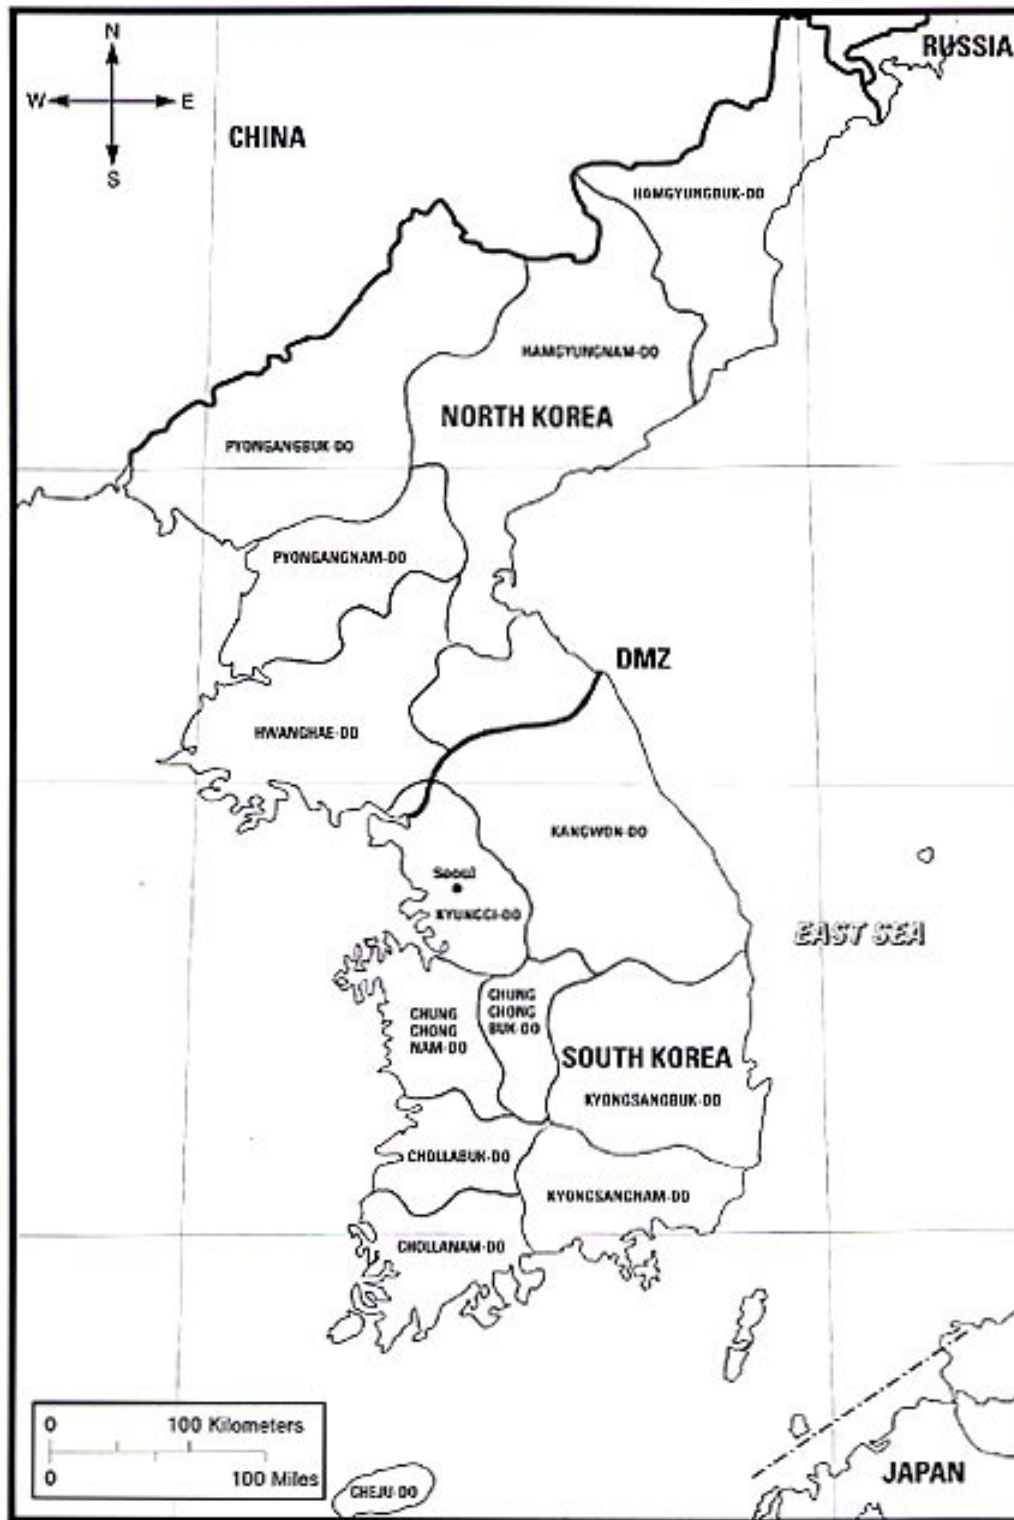 N
W E
S
RUSSIA
CHINA
HAMGYUNGBUK-DO
HAMGYUNGNAM-DO
NORTH KOREA
PYONGANGBUK-DO
PYONGANGNAM-DO
DMZ
HWANGHAE-DO
KANGWON-DO
Seoul
KYUNGGI-DO
EAST SEA
CHUNG
CHONG
NAM-DO
CHUNG
CHONG
BUK-DO
SOUTH KOREA
KYONGSANGBUK-DO
CHOLLABUK-DO
KYONGSANGNAM-DO
CHOLLANAM-DO
0 100 Kilometers
0 100 Miles
CHEJU-DO
JAPAN